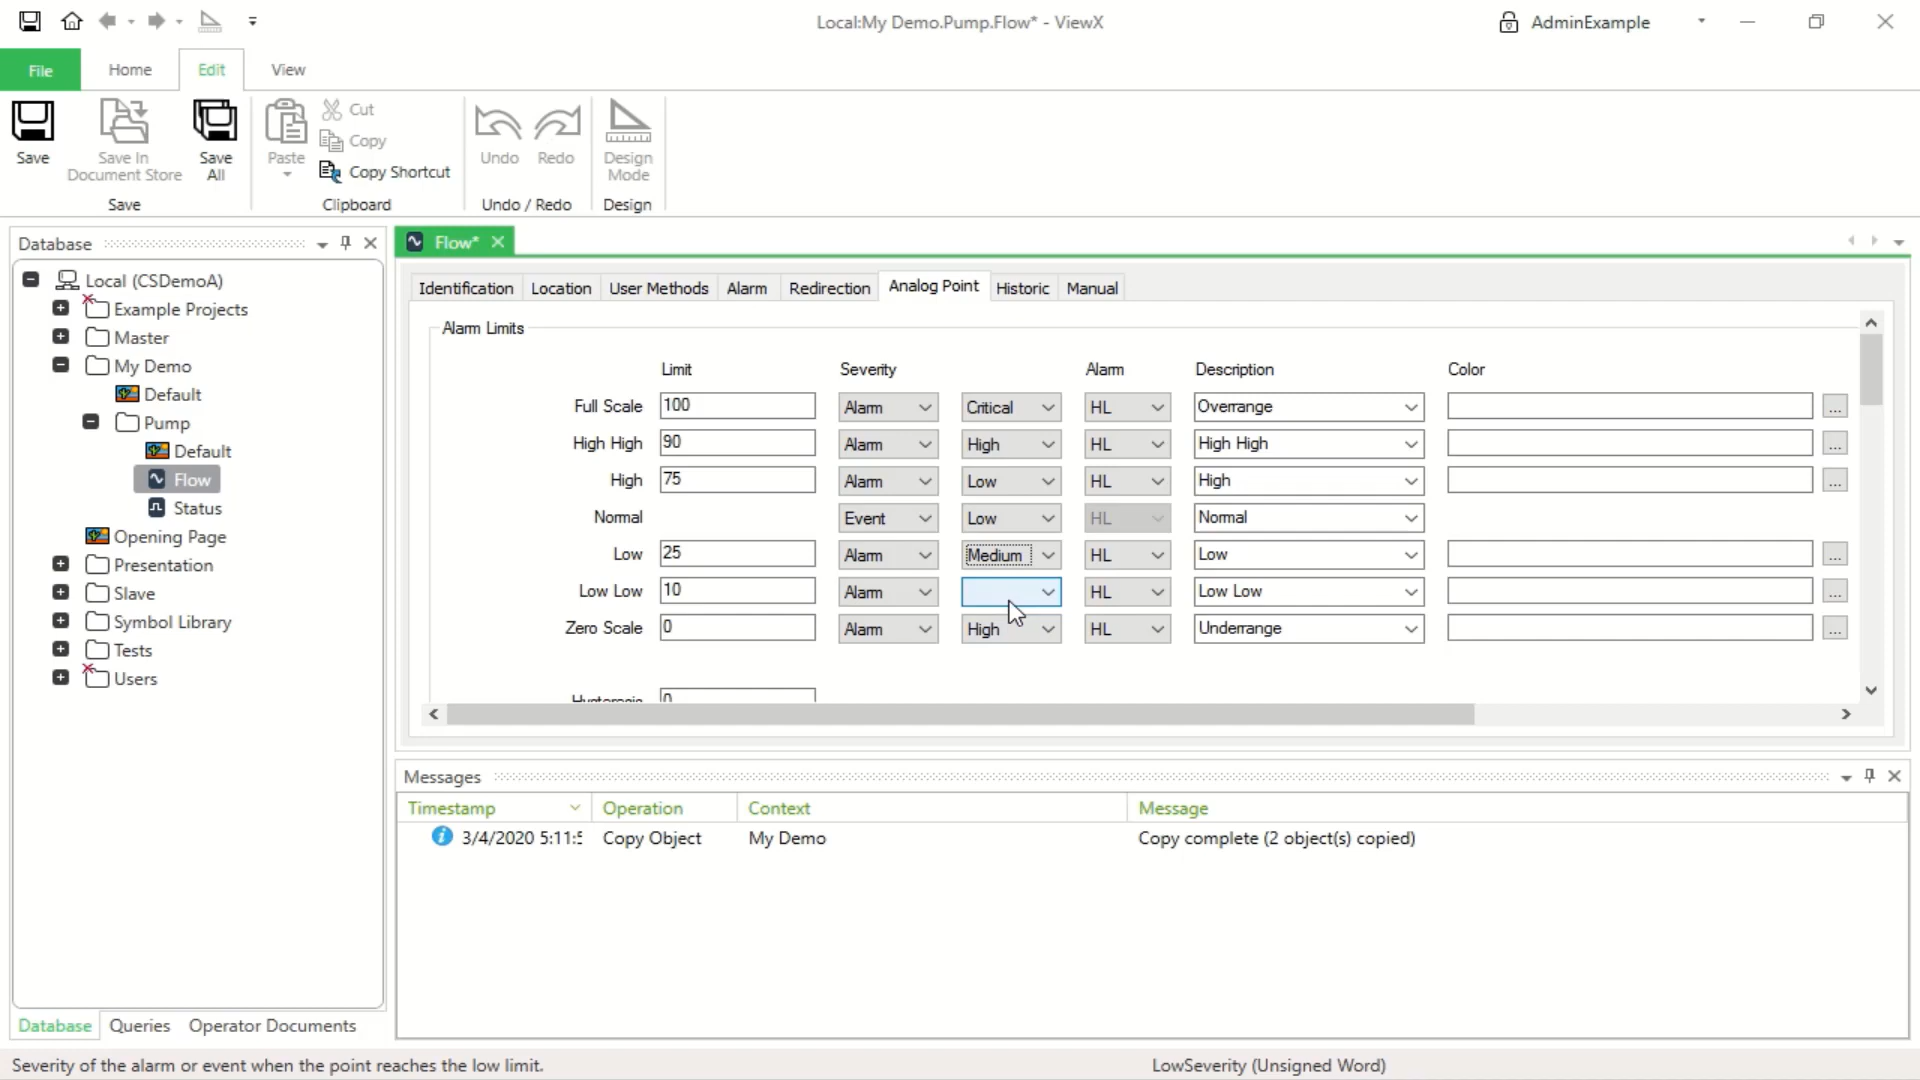 Local:My Demo.Pump.Flow* - ViewX
AdminExample
File
Home
Edit
View
Save
Save In
Document Store
Save
All
Save
Paste
Cut
Copy
Copy Shortcut
Clipboard
Undo
Redo
Undo / Redo
Design
Mode
Design
Database
Local (CSDemoA)
Example Projects
Master
My Demo
Default
Pump
Default
Flow
Status
Opening Page
Presentation
Slave
Symbol Library
Tests
Users
Database
Queries
Operator Documents
Flow*
Identification
Location
User Methods
Alarm
Redirection
Analog Point
Historic
Manual
Alarm Limits
Limit Severity Alarm Description Color
Full Scale 100 Alarm Critical HL Overrange ...
High High 90 Alarm High HL High High ...
High 75 Alarm Low HL High ...
Normal Event Low HL Normal
Low 25 Alarm Medium HL Low ...
Low Low 10 Alarm HL Low Low ...
Zero Scale 0 Alarm High HL Underrange ...
Hysteresis 0
Messages
Timestamp Operation Context Message
3/4/2020 5:11:5 Copy Object My Demo Copy complete (2 object(s) copied)
Severity of the alarm or event when the point reaches the low limit.
LowSeverity (Unsigned Word)